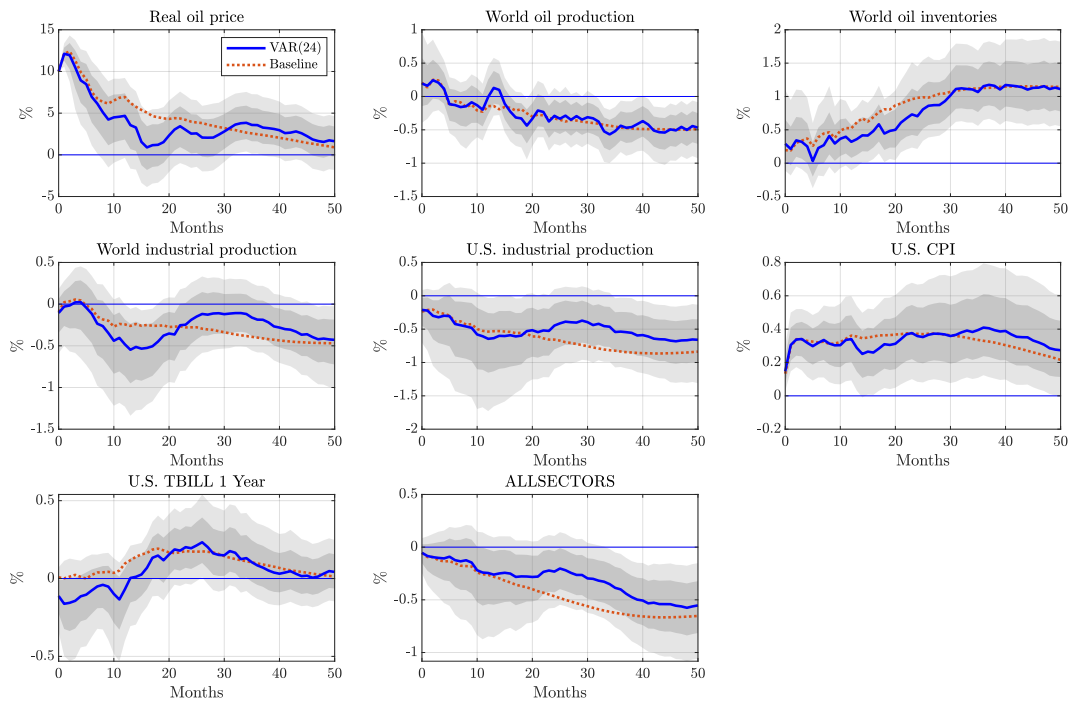 Real oil price
World oil production
World oil inventories
15
10
5
0
-5
%
0 10 20 30 40 50
Months
VAR(24)
Baseline
1
0.5
0
-0.5
-1
-1.5
%
0 10 20 30 40 50
Months
2
1.5
1
0.5
0
-0.5
%
0 10 20 30 40 50
Months
World industrial production
U.S. industrial production
U.S. CPI
0.5
0
-0.5
-1
-1.5
%
0 10 20 30 40 50
Months
0.5
0
-0.5
-1
-1.5
-2
%
0 10 20 30 40 50
Months
0.8
0.6
0.4
0.2
0
-0.2
%
0 10 20 30 40 50
Months
U.S. TBILL 1 Year
ALLSECTORS
0.5
0
-0.5
%
0 10 20 30 40 50
Months
0.5
0
-0.5
-1
%
0 10 20 30 40 50
Months